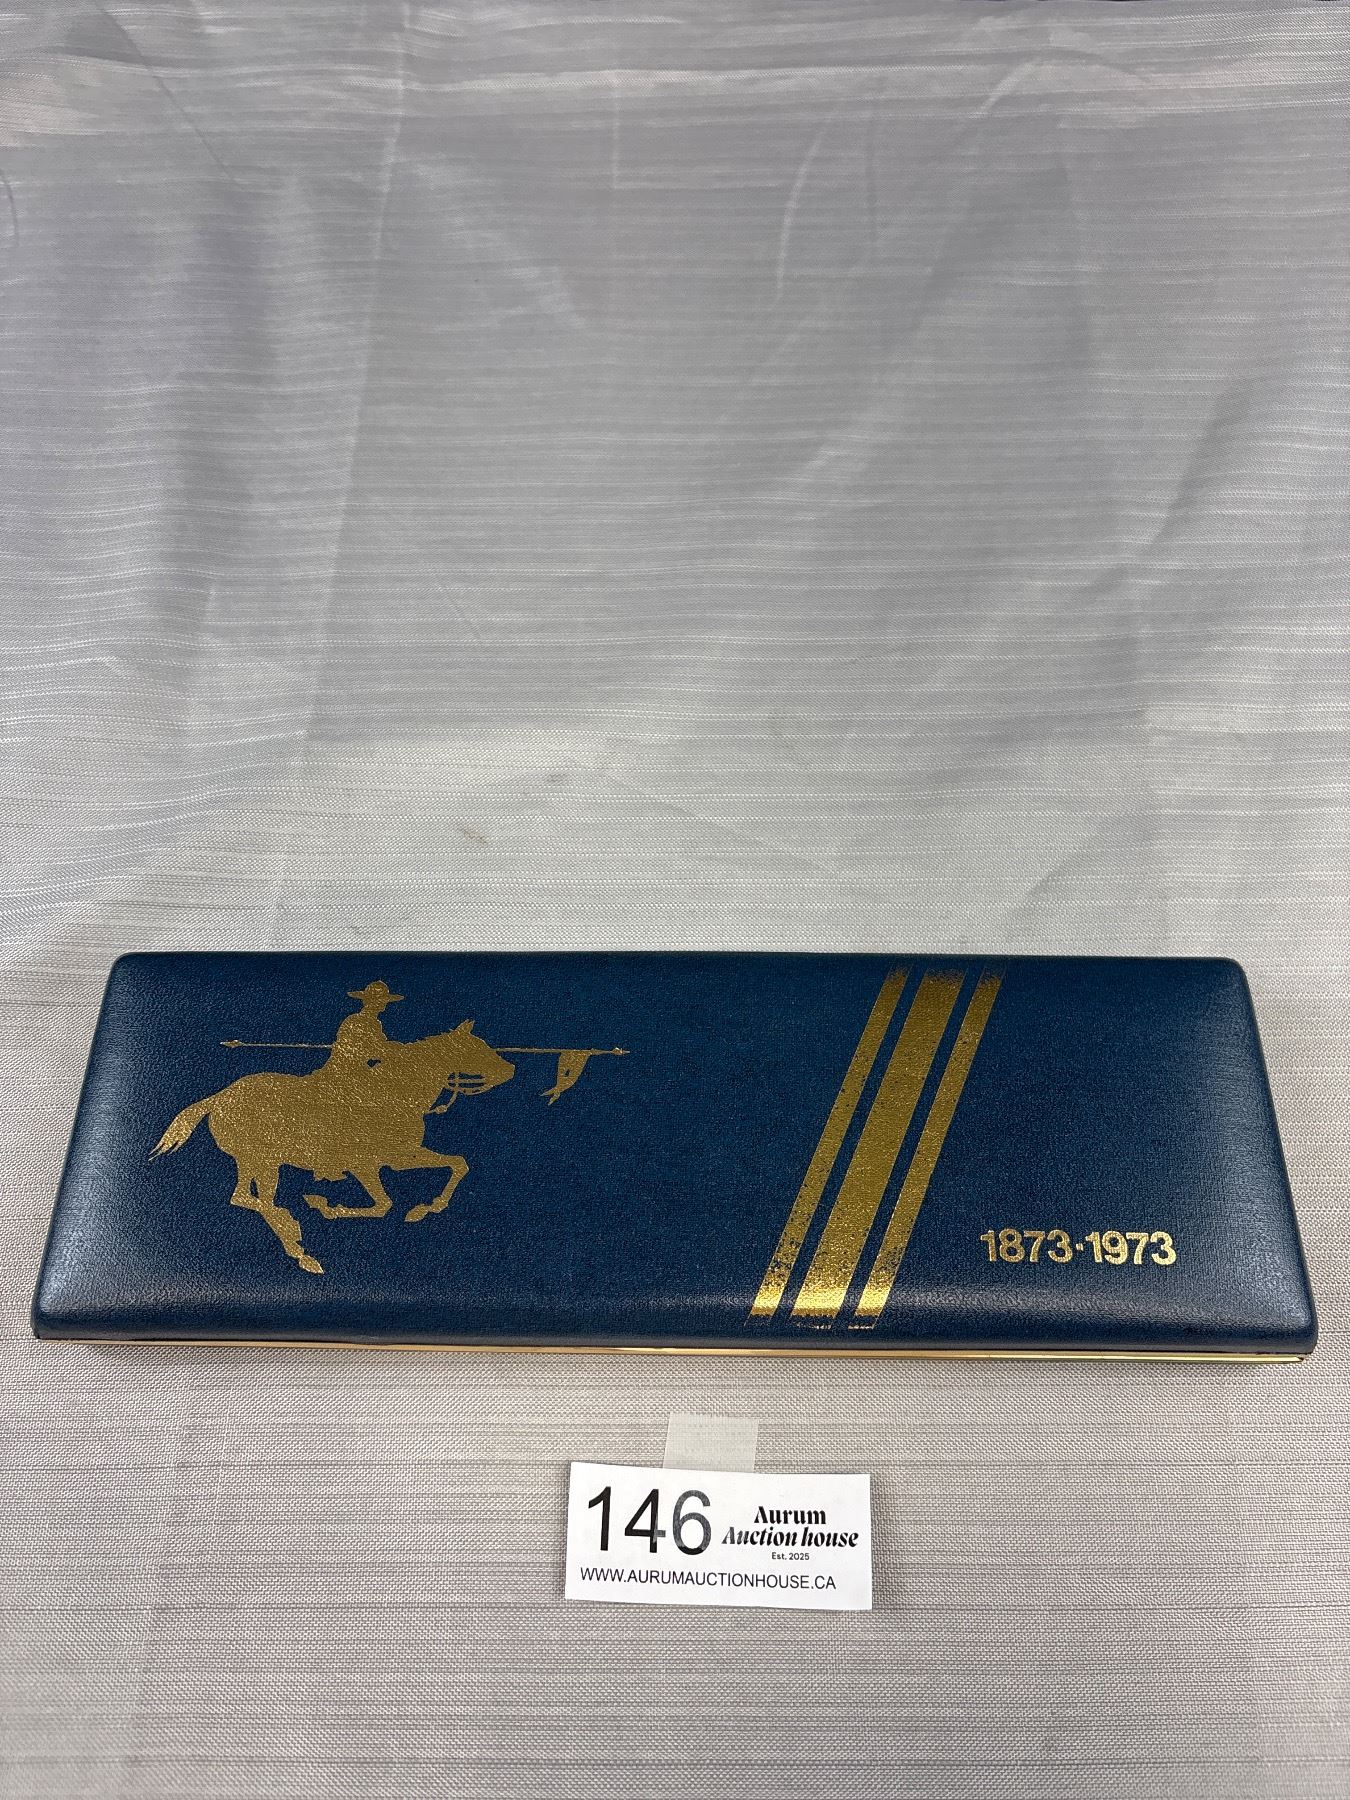 1873·1973
146
Aurum
Auction house
Est. 2025
WWW.AURUMAUCTIONHOUSE.CA